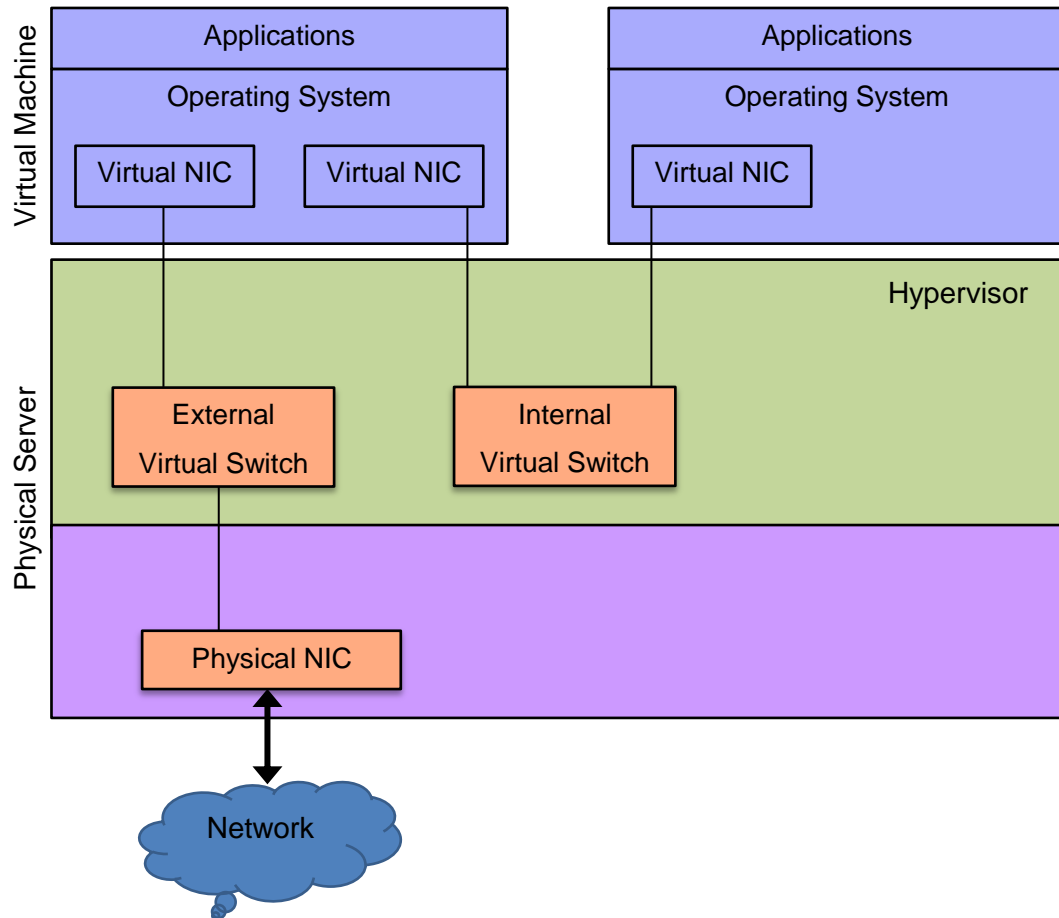 Virtual Machine
Applications
Operating System
Virtual NIC
Virtual NIC
Applications
Operating System
Virtual NIC
Physical Server
Hypervisor
External
Virtual Switch
Internal
Virtual Switch
Physical NIC
Network